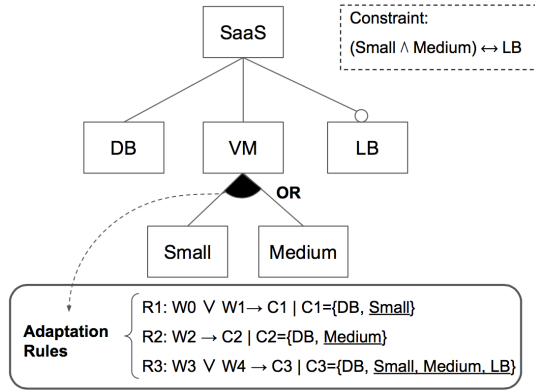 SaaS
Constraint:
(Small ∧ Medium) ↔ LB
DB
VM
LB
OR
Small
Medium
Adaptation
Rules
R1: W0 ∨ W1→ C1 | C1={DB, Small}
R2: W2 → C2 | C2={DB, Medium}
R3: W3 ∨ W4 → C3 | C3={DB, Small, Medium, LB}